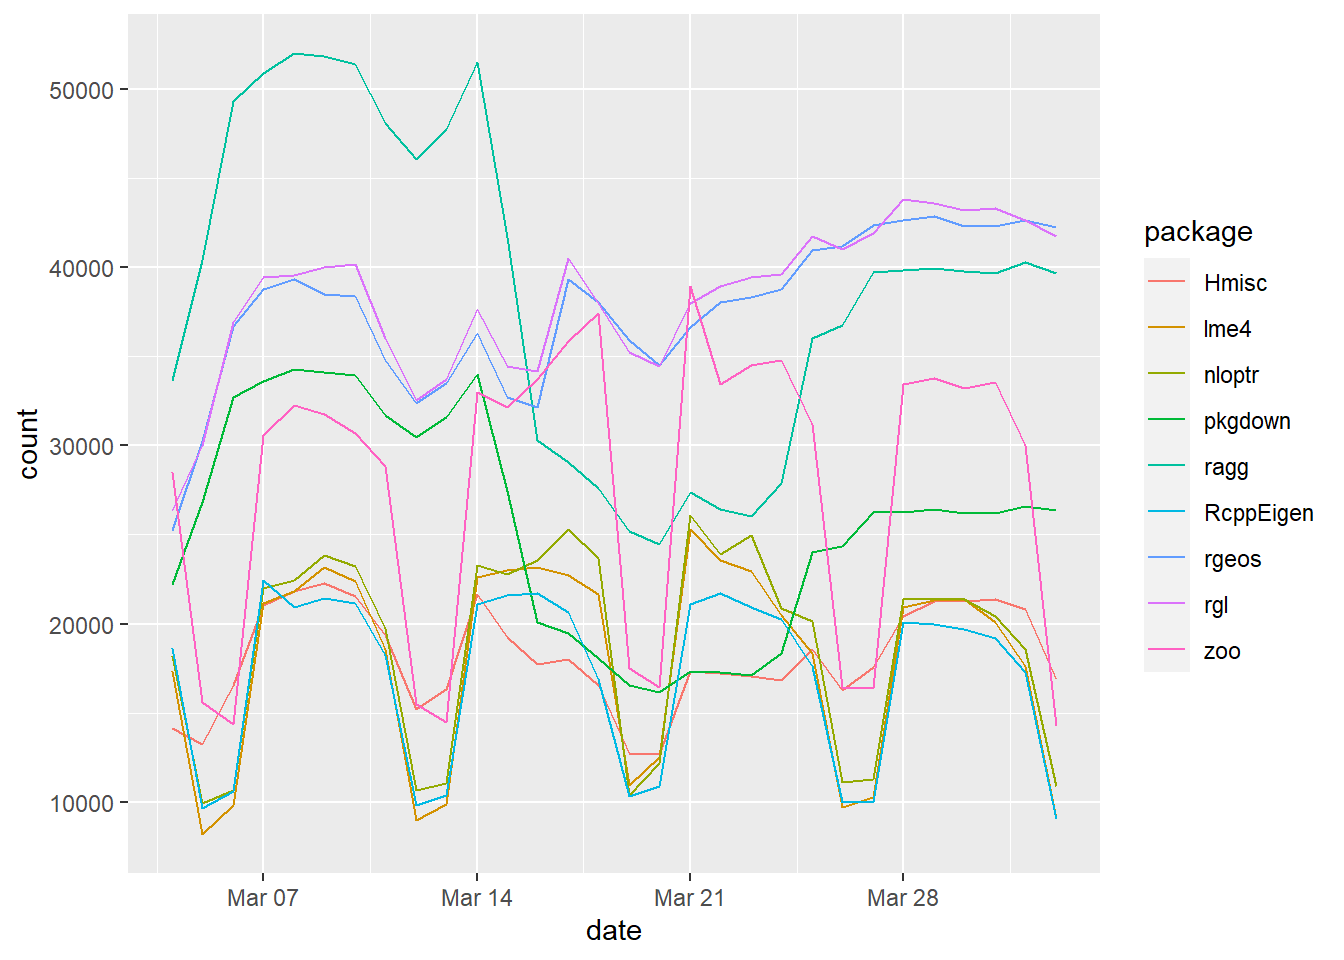 50000
40000
30000
20000
10000
count
Mar 07
Mar 14
Mar 21
Mar 28
date
package
Hmisc
lme4
nloptr
pkgdown
ragg
RcppEigen
rgeos
rgl
zoo